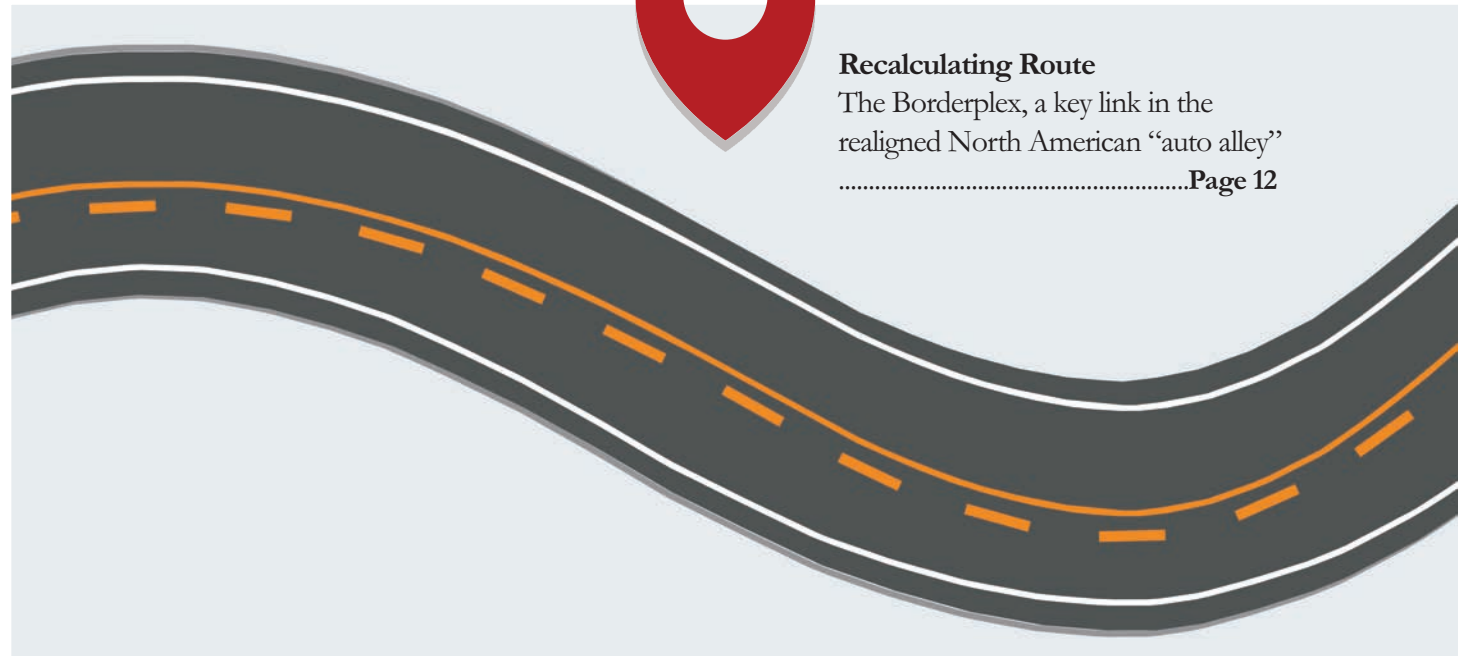 Recalculating Route
The Borderplex, a key link in the
realigned North American “auto alley”
..........................................................Page 12